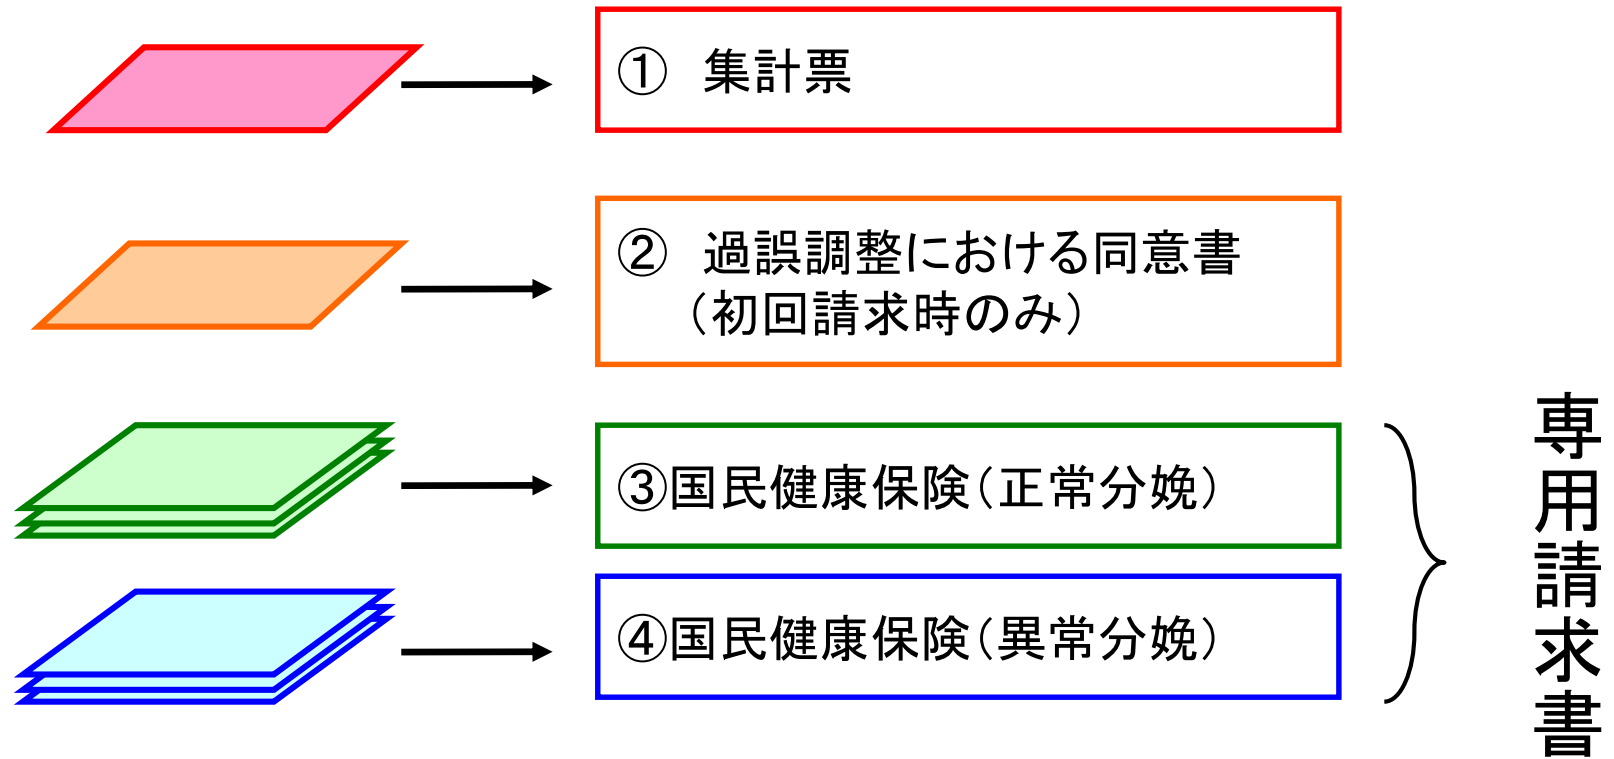 ① 集計票
② 過誤調整における同意書
（初回請求時のみ）
③国民健康保険（正常分娩）
④国民健康保険（異常分娩）
専用請求書